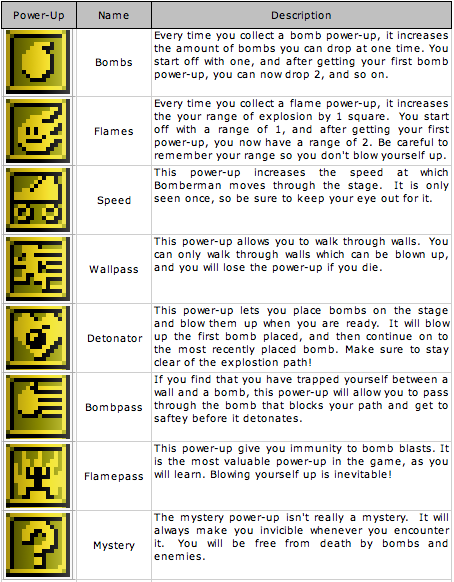 Power-Up Name Description
Every time you collect a bomb power-up, it increases
the amount of bombs you can drop at one time. You
Bombs
start off with one, and after getting your first bomb
power-up, you can now drop 2, and so on.
Every time you collect a flame power-up, it increases
the your range of explosion by 1 square. You start
Flames
off with a range of 1, and after getting your first
power-up, you now have a range of 2. Be careful to
remember your range so you don't blow yourself up.
This power-up increases the speed at which
Bomberman moves through the stage. It is only
Speed
seen once, so be sure to keep your eye out for it.
This power-up allows you to walk through walls. You
can only walk through walls which can be blown up,
Wallpass
and you will lose the power-up if you die.
This power-up lets you place bombs on the stage
and blow them up when you are ready. It will blow
Detonator
up the first bomb placed, and then continue on to
the most recently placed bomb. Make sure to stay
clear of the explostion path!
If you find that you have trapped yourself between a
wall and a bomb, this power-up will allow you to pass
Bombpass
through the bomb that blocks your path and get to
saftey before it detonates.
This power-up give you immunity to bomb blasts. It
is the most valuable power-up in the game, as you
Flamepass
will learn. Blowing yourself up is inevitable!
The mystery power-up isn't really a mystery. It will
always make you invicible whenever you encounter
Mystery
it. You will be free from death by bombs and
enemies.